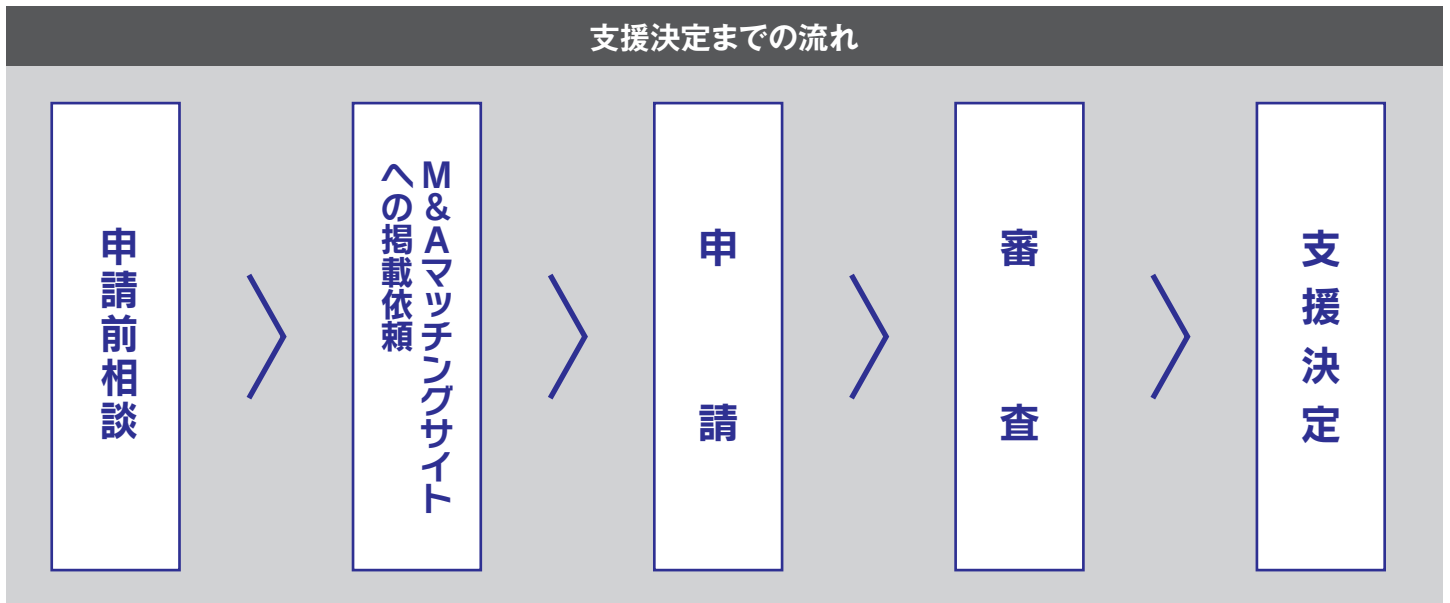 支援決定までの流れ
申請前相談
M&Aマッチングサイト
への掲載依頼
申請
審査
支援決定